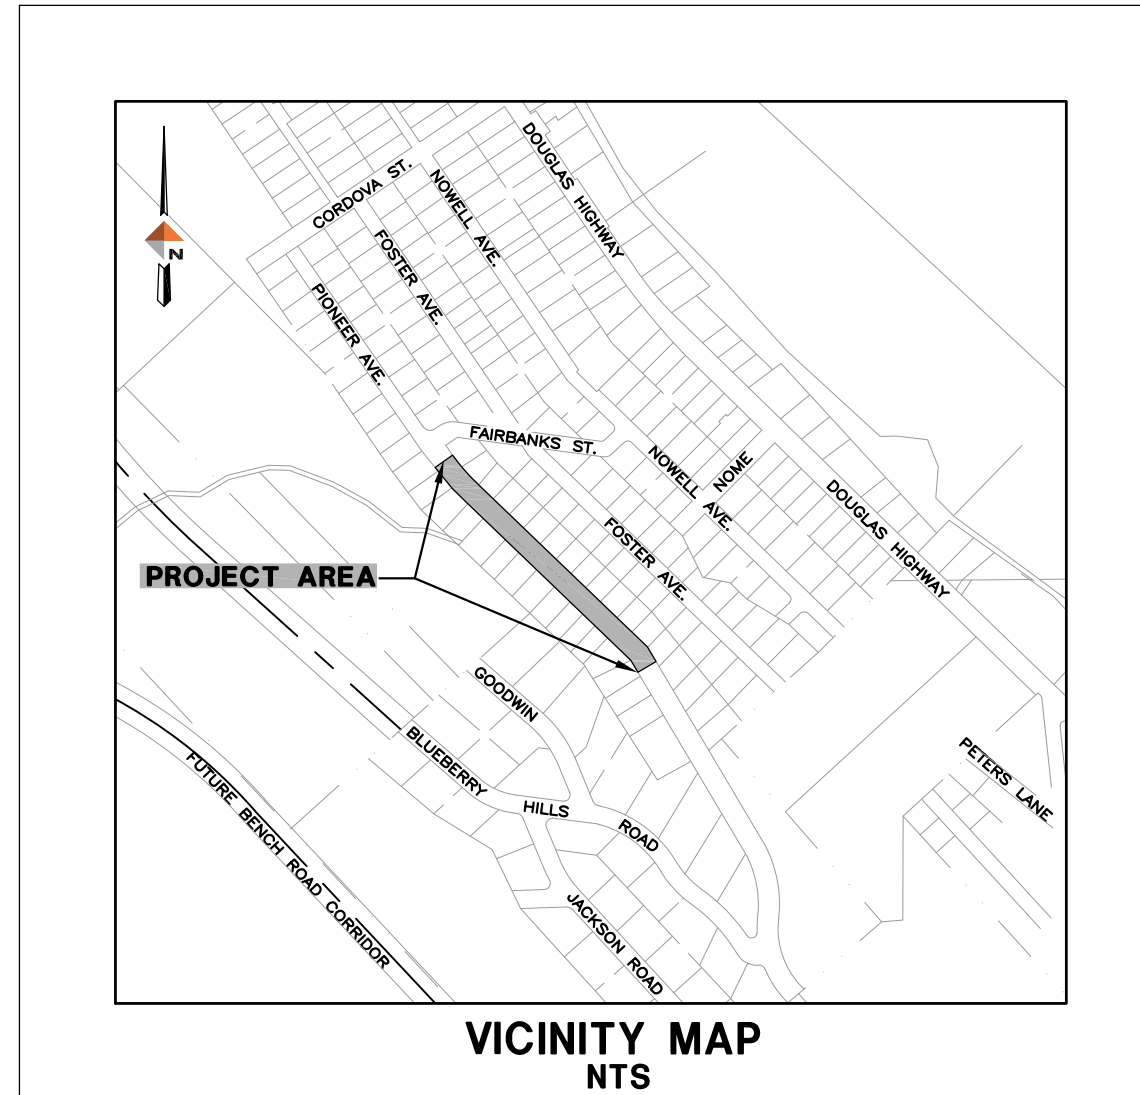 DOUGLAS HIGHWAY
CORDOVA ST.
NOWELL AVE.
FOSTER AVE.
N
PIONEER AVE.
FAIRBANKS ST.
NOWELL AVE.
NOME
DOUGLAS HIGHWAY
FOSTER AVE.
PROJECT AREA
GOODWIN
BLUEBERRY HILLS ROAD
PETERS LANE
FUTURE BENCH ROAD CORRIDOR
JACKSON ROAD
VICINITY MAP
NTS